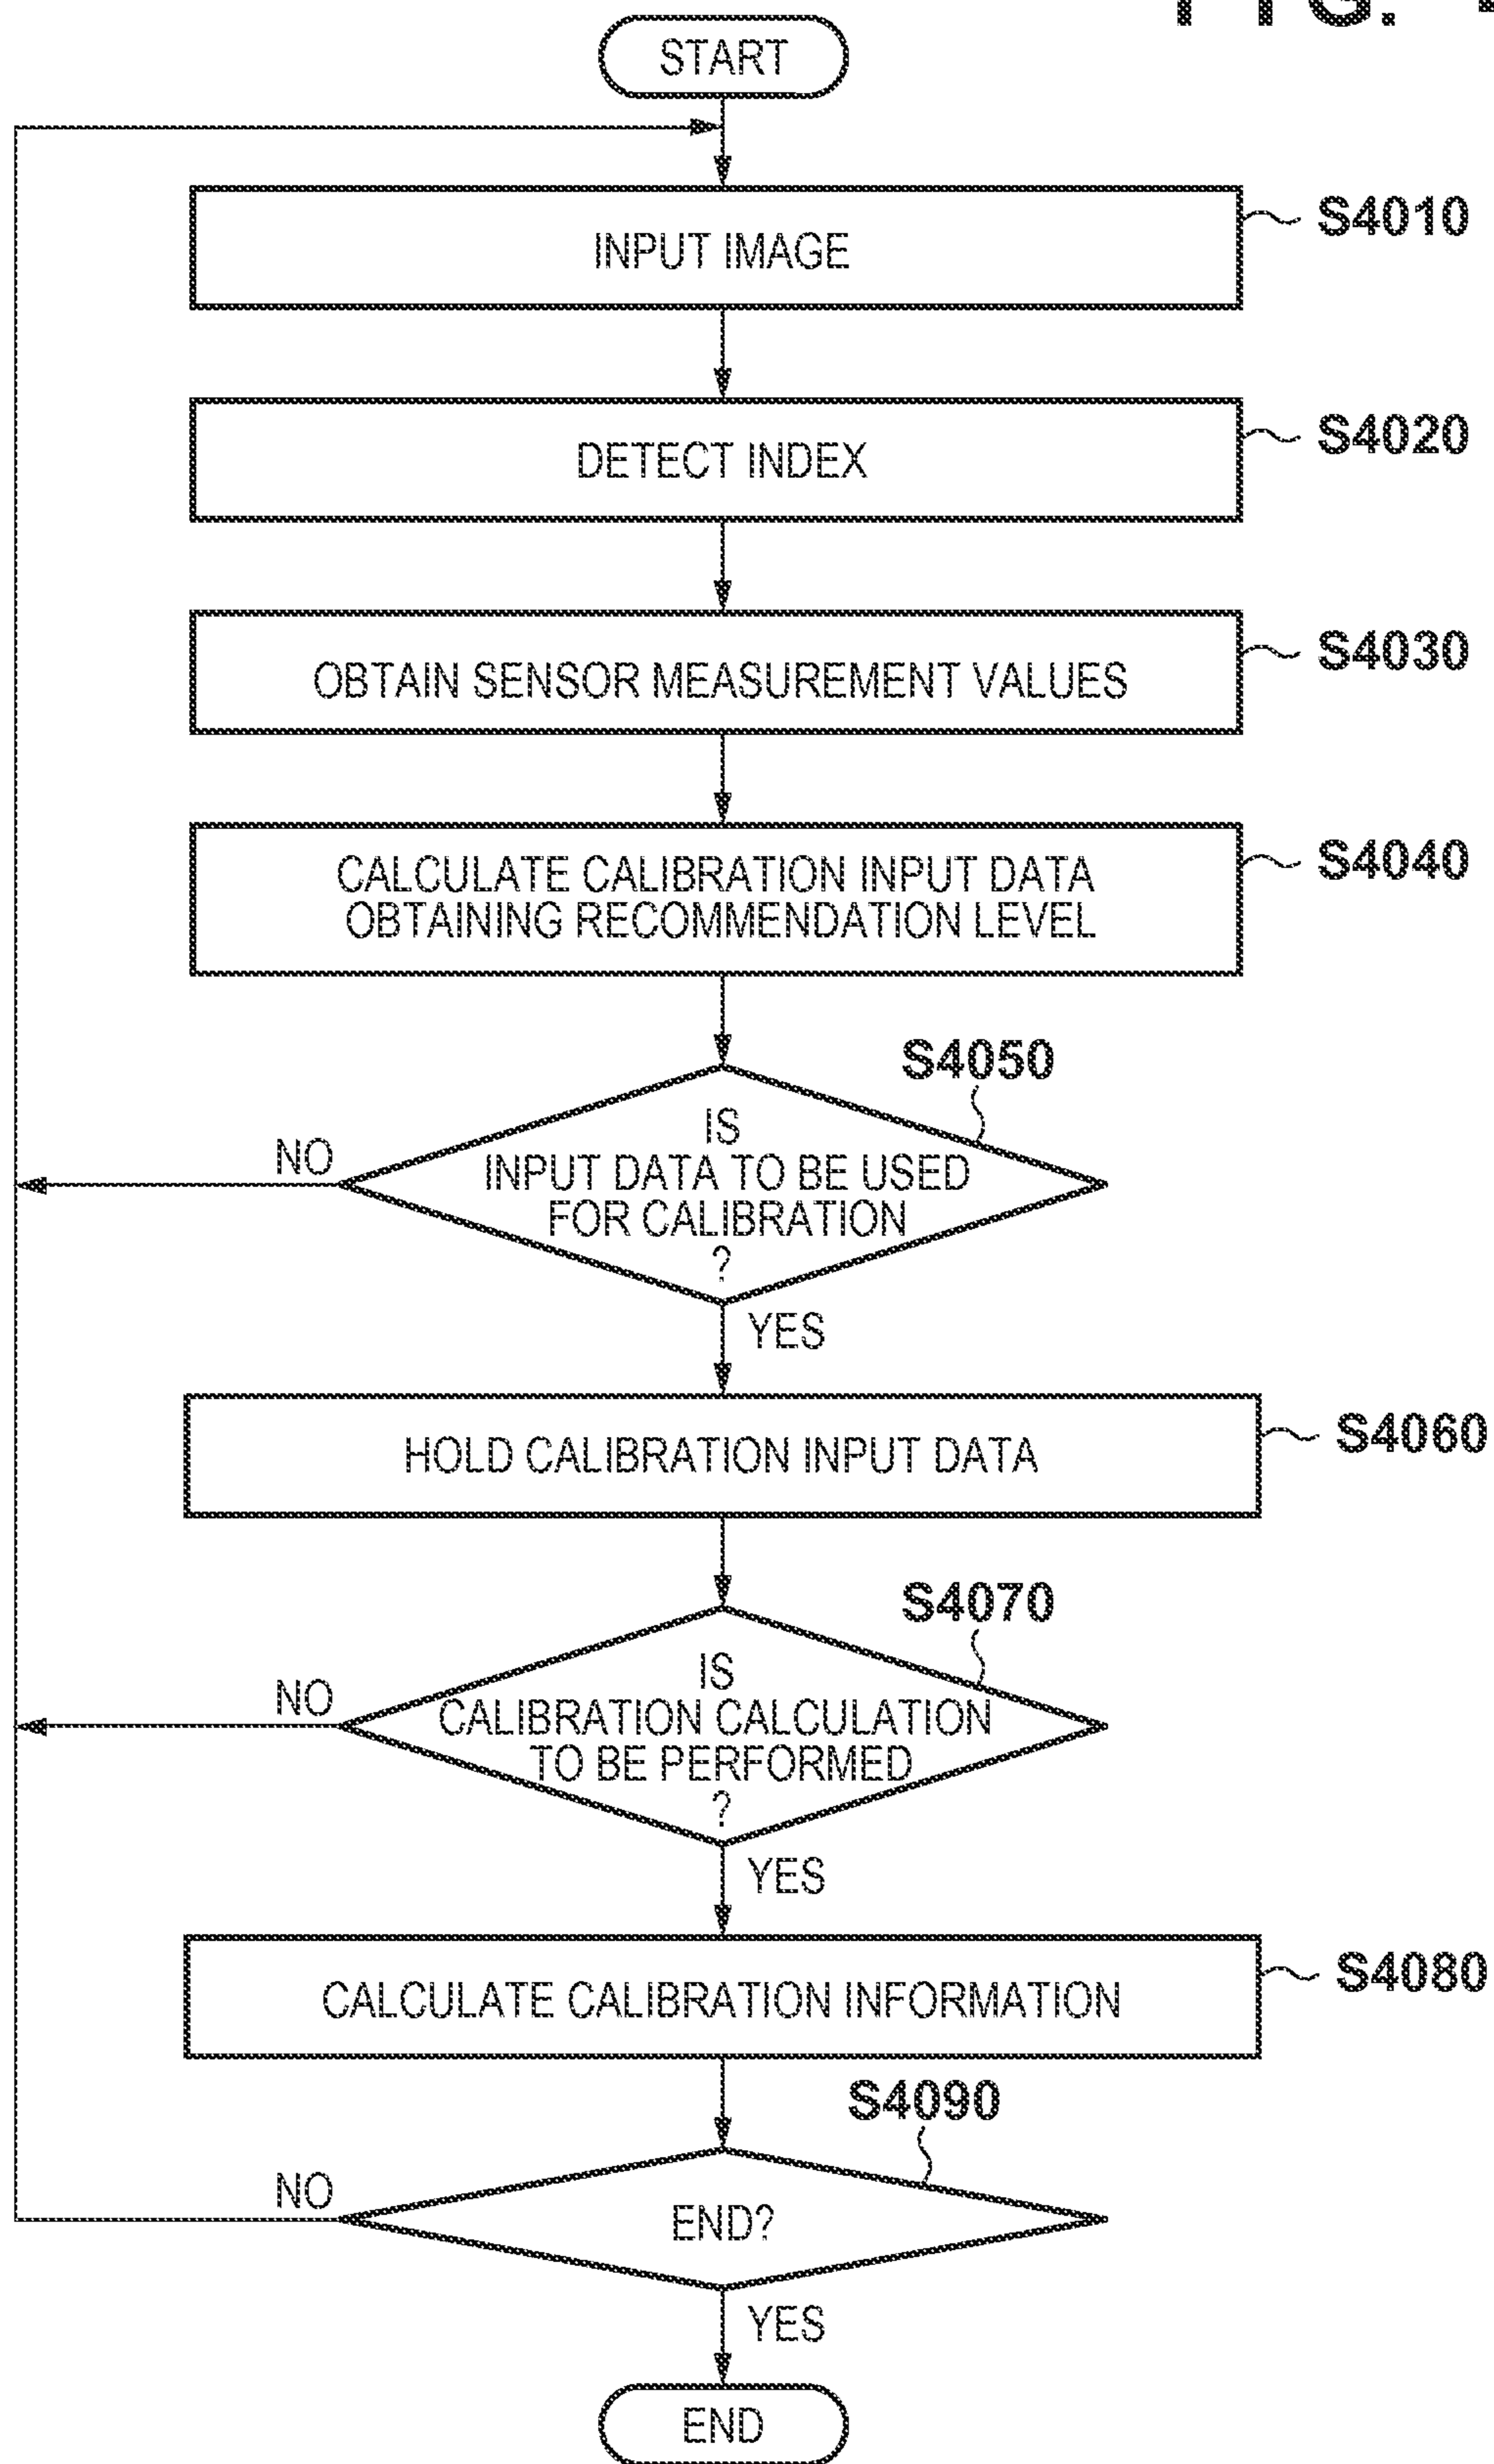 FIG.
START
INPUT IMAGE
S4010
DETECT INDEX
S4020
OBTAIN SENSOR MEASUREMENT VALUES
S4030
CALCULATE CALIBRATION INPUT DATA
OBTAINING RECOMMENDATION LEVEL
S4040
S4050
IS
INPUT DATA TO BE USED
FOR CALIBRATION
?
NO
YES
HOLD CALIBRATION INPUT DATA
S4060
S4070
IS
CALIBRATION CALCULATION
TO BE PERFORMED
?
NO
YES
CALCULATE CALIBRATION INFORMATION
S4080
S4090
END?
NO
YES
END